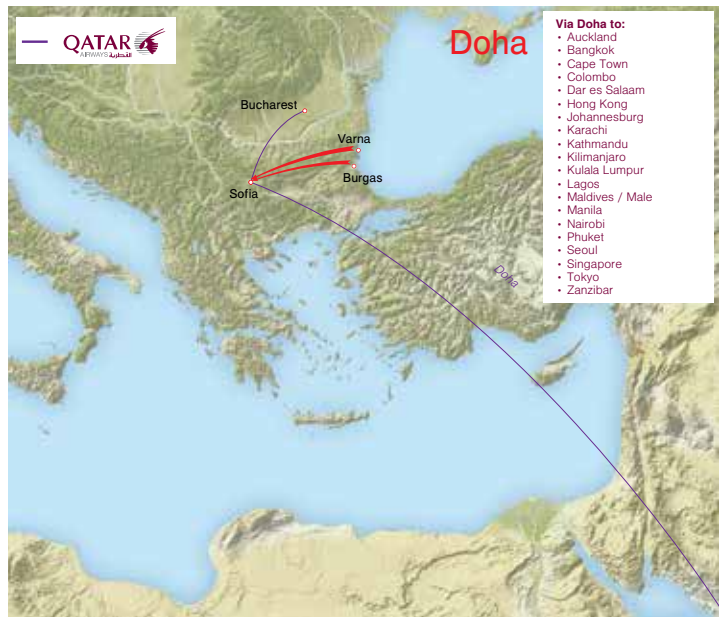 QATAR
AIRWAYS القطرية
Doha
Via Doha to:
• Auckland
• Bangkok
• Cape Town
• Colombo
• Dar es Salaam
• Hong Kong
• Johannesburg
• Karachi
• Kathmandu
• Kilimanjaro
• Kulala Lumpur
• Lagos
• Maldives / Male
• Manila
• Nairobi
• Phuket
• Seoul
• Singapore
• Tokyo
• Zanzibar
Bucharest
Varna
Burgas
Sofia
Doha